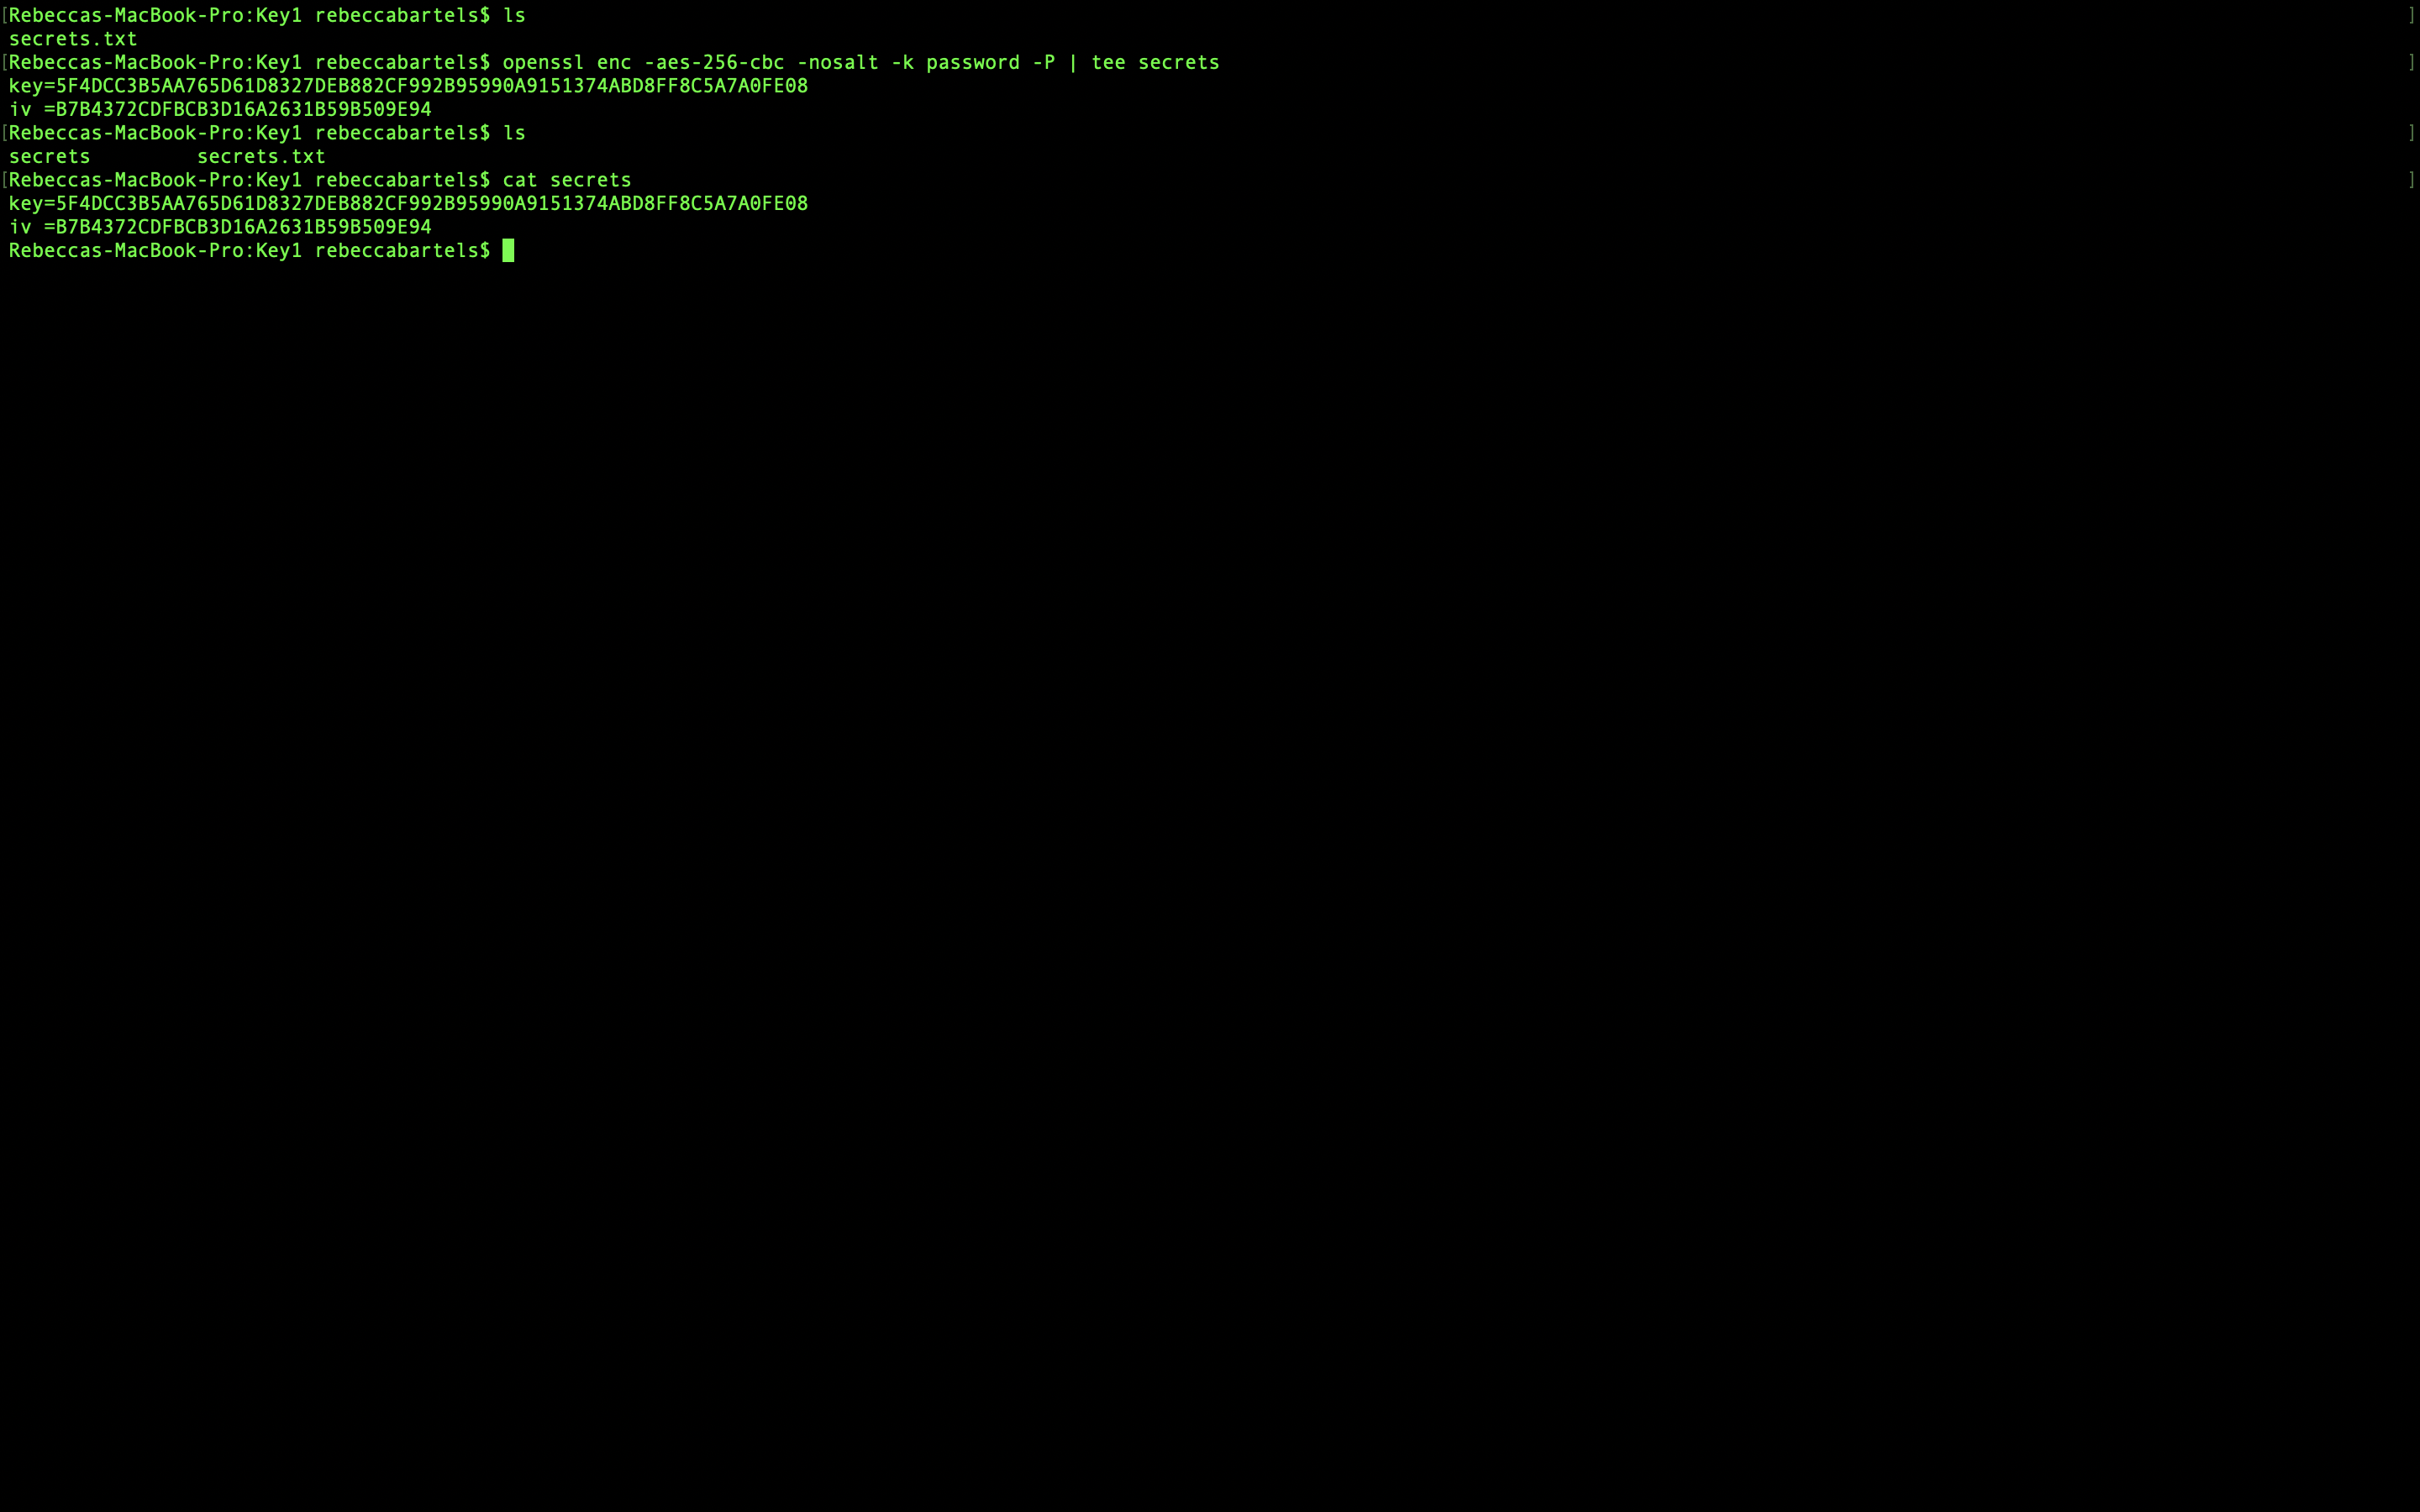 [Rebeccas-MacBook-Pro:Key1 rebeccabartels$ ls ]
secrets.txt
[Rebeccas-MacBook-Pro:Key1 rebeccabartels$ openssl enc -aes-256-cbc -nosalt -k password -P | tee secrets ]
key=5F4DCC3B5AA765D61D8327DEB882CF992B95990A9151374ABD8FF8C5A7A0FE08
iv =B7B4372CDFBCB3D16A2631B59B509E94
[Rebeccas-MacBook-Pro:Key1 rebeccabartels$ ls ]
secrets secrets.txt
[Rebeccas-MacBook-Pro:Key1 rebeccabartels$ cat secrets ]
key=5F4DCC3B5AA765D61D8327DEB882CF992B95990A9151374ABD8FF8C5A7A0FE08
iv =B7B4372CDFBCB3D16A2631B59B509E94
Rebeccas-MacBook-Pro:Key1 rebeccabartels$